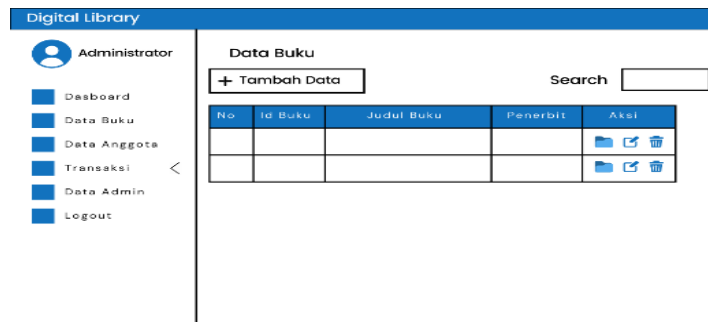 Digital Library
Administrator
Dasboard
Data Buku
Data Anggota
Transaksi <
Data Admin
Logout
Data Buku
+ Tambah Data
Search
No Id Buku Judul Buku Penerbit Aksi